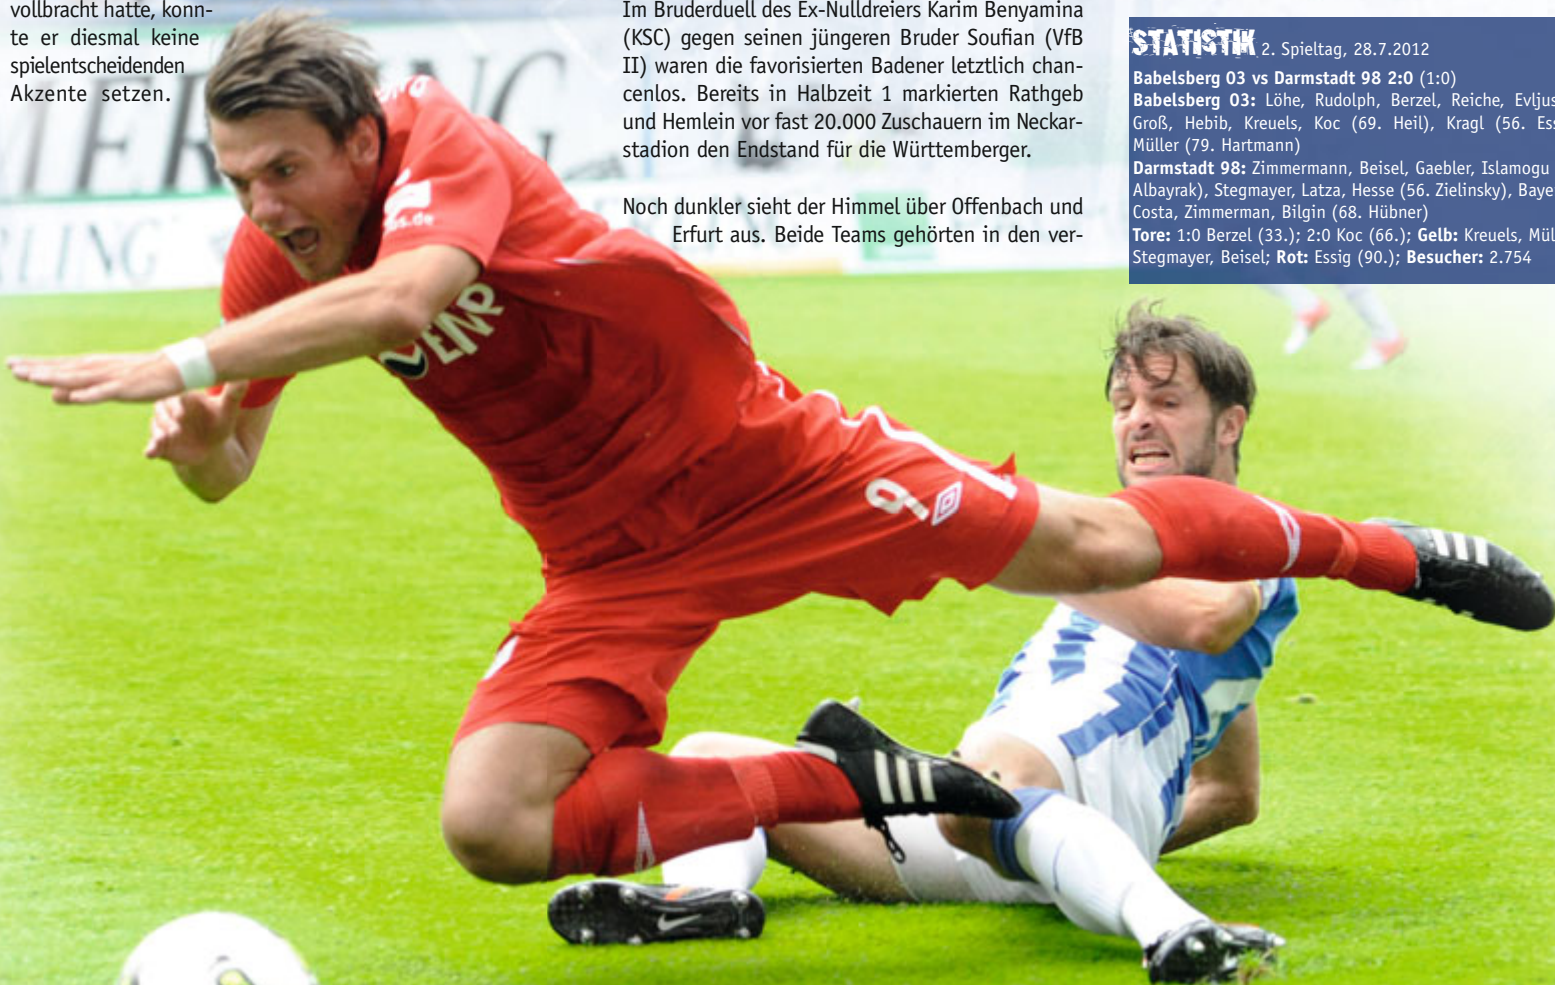 vollbracht hatte, konn-
te er diesmal keine
spielentscheidenden
Akzente setzen.
Im Bruderduell des Ex-Nulldreiers Karim Benyamina
(KSC) gegen seinen jüngeren Bruder Soufian (VfB
II) waren die favorisierten Badener letztlich chan-
cenlos. Bereits in Halbzeit 1 markierten Rathgeb
und Hemlein vor fast 20.000 Zuschauern im Neckar-
stadion den Endstand für die Württemberger.
Noch dunkler sieht der Himmel über Offenbach und
Erfurt aus. Beide Teams gehörten in den ver-
STATISTIK 2. Spieltag, 28.7.2012
Babelsberg 03 vs Darmstadt 98 2:0 (1:0)
Babelsberg 03: Löhe, Rudolph, Berzel, Reiche, Evljus
Groß, Hebib, Kreuels, Koc (69. Heil), Kragl (56. Ess
Müller (79. Hartmann)
Darmstadt 98: Zimmermann, Beisel, Gaebler, Islamogu
Albayrak), Stegmayer, Latza, Hesse (56. Zielinsky), Baye
Costa, Zimmerman, Bilgin (68. Hübner)
Tore: 1:0 Berzel (33.); 2:0 Koc (66.); Gelb: Kreuels, Mül
Stegmayer, Beisel; Rot: Essig (90.); Besucher: 2.754
9